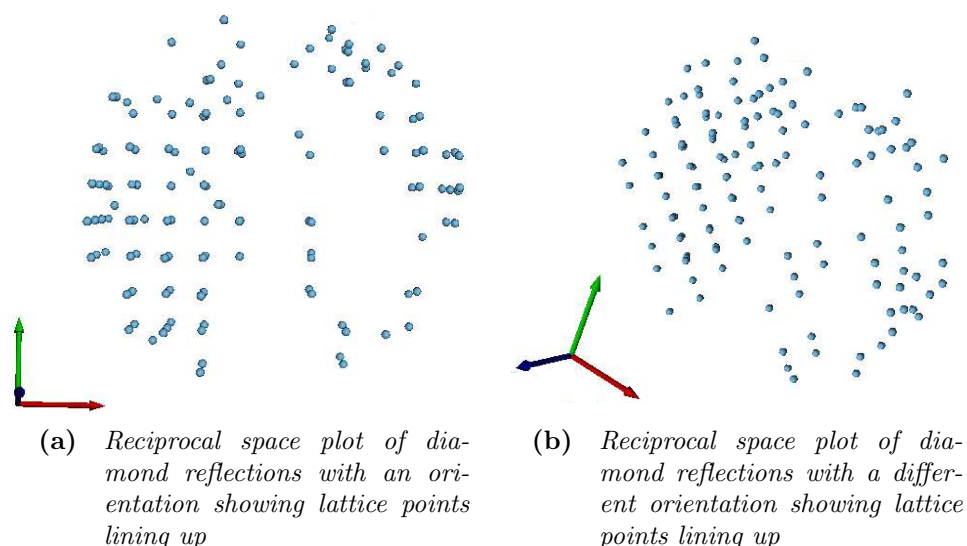 (a) Reciprocal space plot of dia-
mond reflections with an ori-
entation showing lattice points
lining up
(b) Reciprocal space plot of dia-
mond reflections with a differ-
ent orientation showing lattice
points lining up